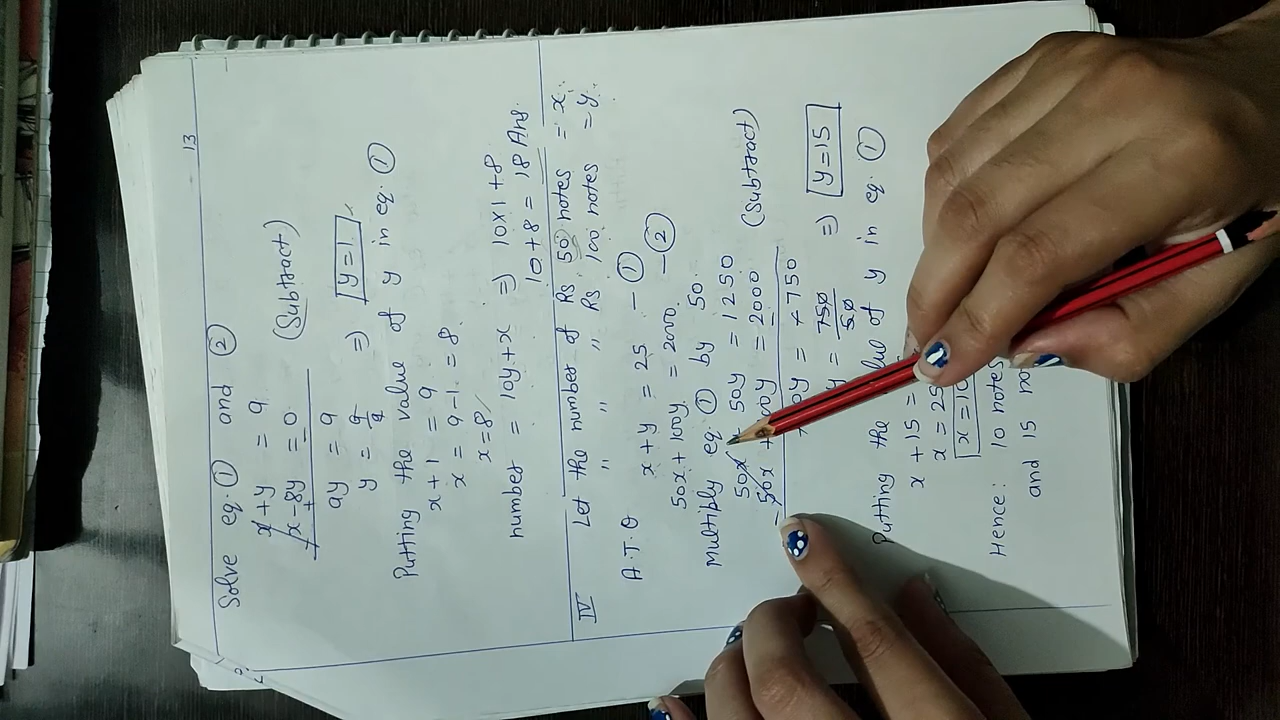 13
Solve eq. ① and ②
x + y = 9
x - 8y = 0 (Subtract)
- + -
9y = 9
y = 9/9 => y = 1
Putting the value of y in eq. ①
x + 1 = 9
x = 9 - 1 = 8
x = 8
number = 10y + x => 10x1 + 8
10 + 8 = 18 Ans.
IV Let the number of Rs 50 notes = x
" " " Rs 100 notes = y
A.T.Q x + y = 25 - ①
50x + 100y = 2000 - ②
Multiply eq. ① by 50
50x + 50y = 1250
50x + 100y = 2000 (Subtract)
y = +750
y = 750/50 => y = 15
Putting the of y in eq. ①
x + 15 =
x = 25
x = 10
Hence: 10 notes
and 15